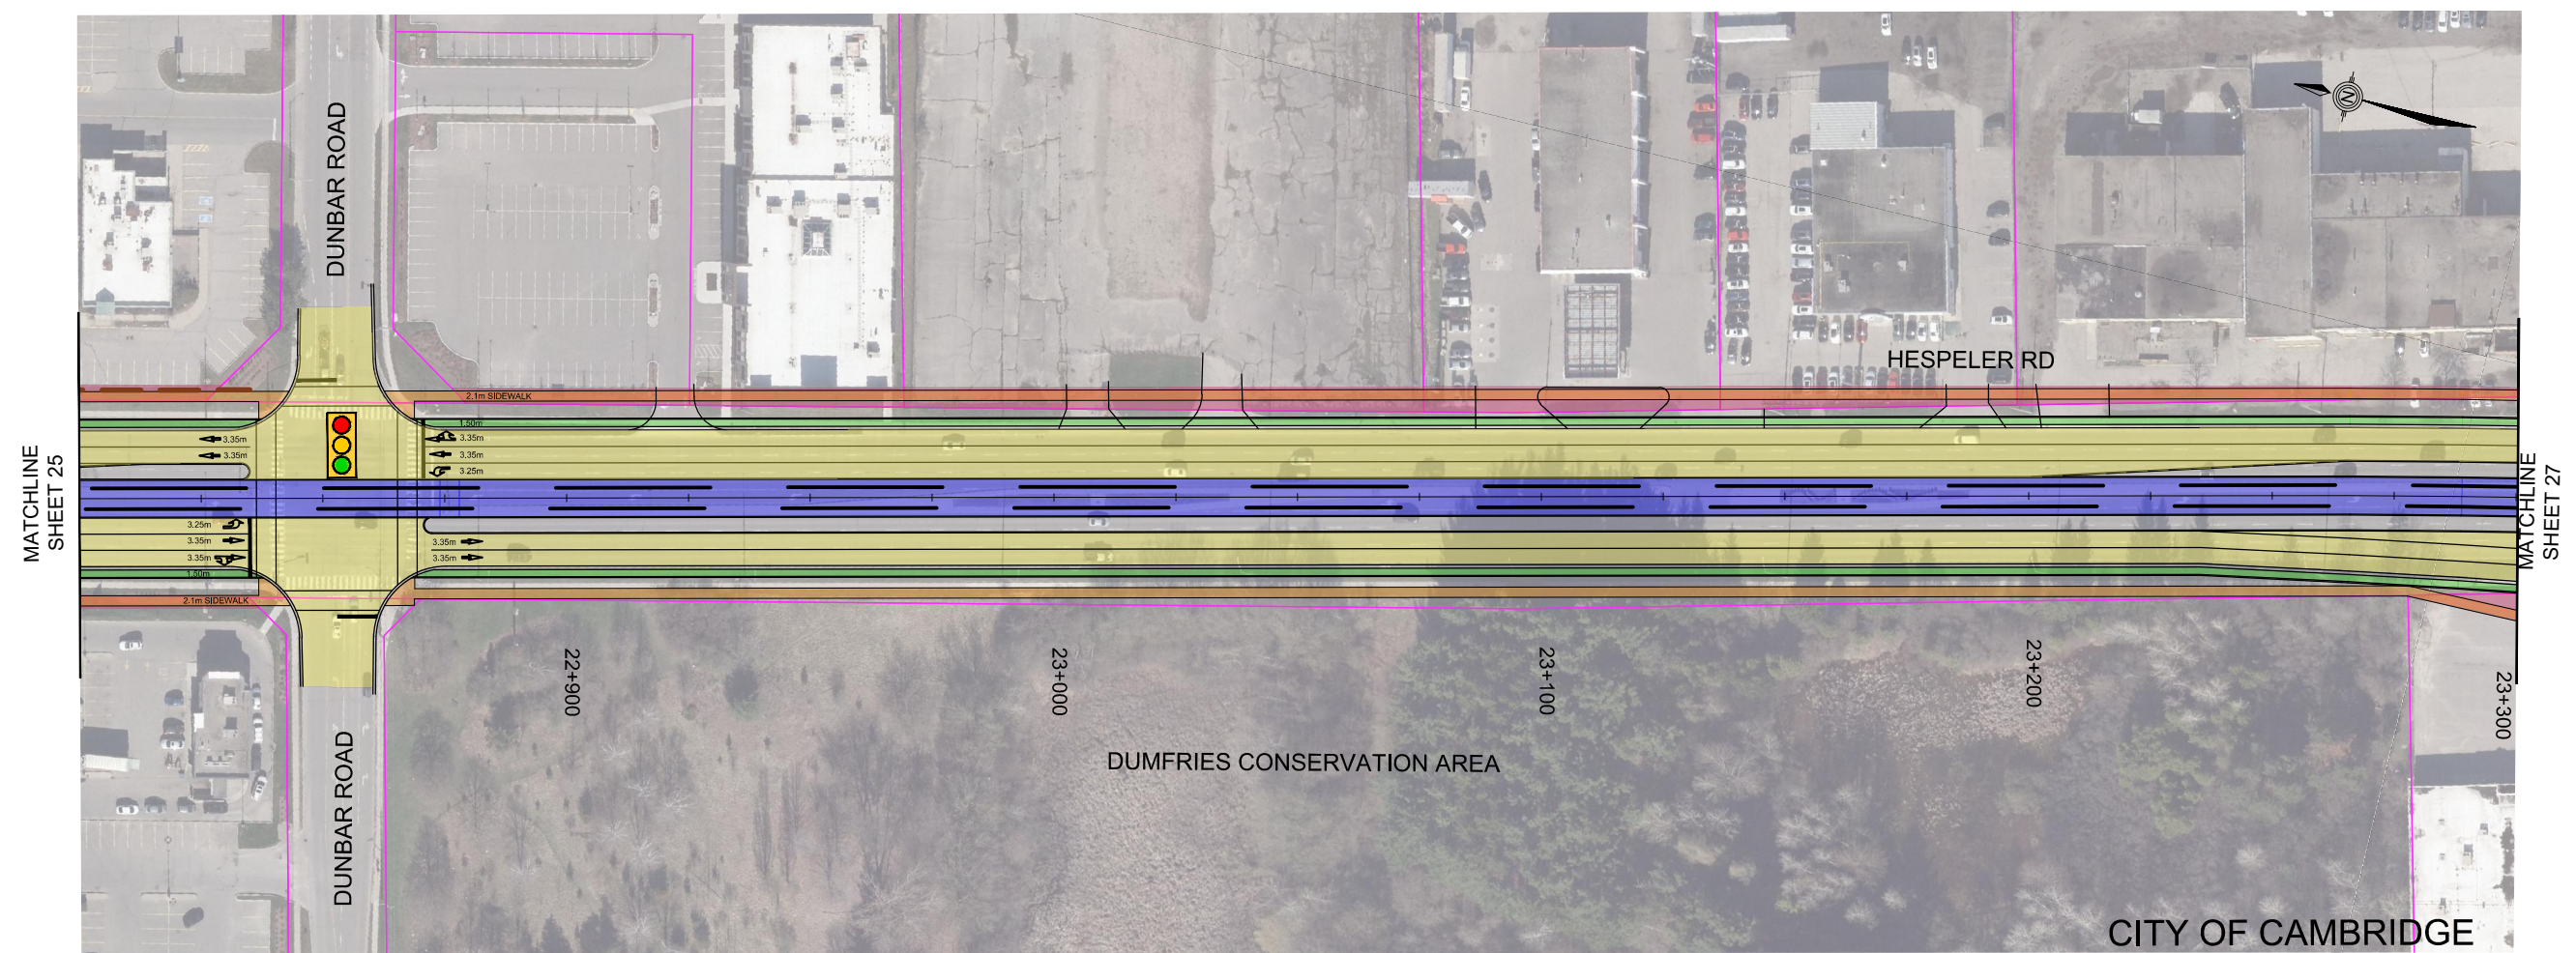 DUNBAR ROAD
N
HESPELER RD
2.1m SIDEWALK
1.50m
3.35m
3.35m
3.35m
3.35m
3.25m
MATCHLINE
SHEET 25
MATCHLINE
SHEET 27
3.25m
3.35m
3.35m
3.35m
3.35m
1.50m
2.1m SIDEWALK
22+900
23+000
23+100
23+200
23+300
DUNBAR ROAD
DUMFRIES CONSERVATION AREA
CITY OF CAMBRIDGE